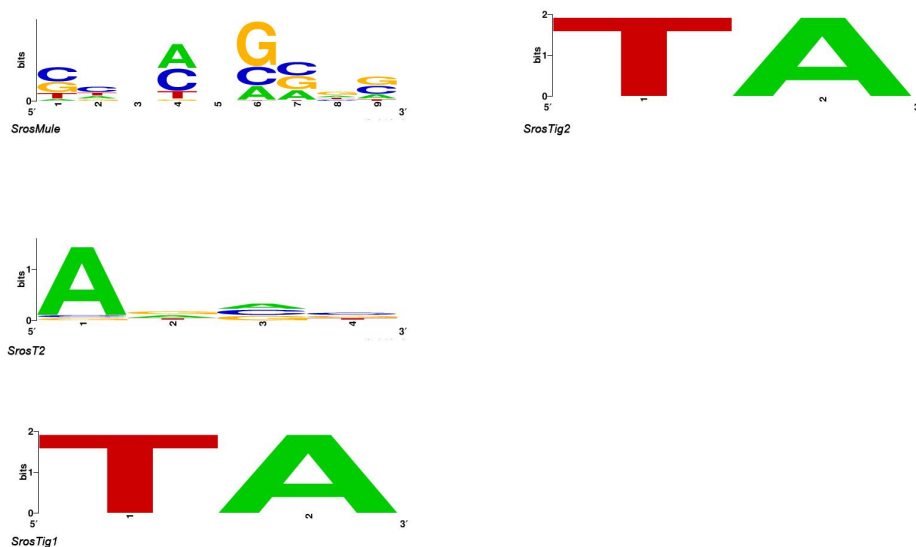 bits
G
A C
C C G G
G C T C A A C
T A
0
5´ 1 2 3 4 5 6 7 8 9 3´
SrosMule
2
bits
1
0
T A
5´ 1 2 3
SrosTig2
bits
1
0
A
A
C
5´ 1 2 3 4 3´
SrosT2
2
bits
1
0
T A
5´ 1 2 3´
SrosTig1